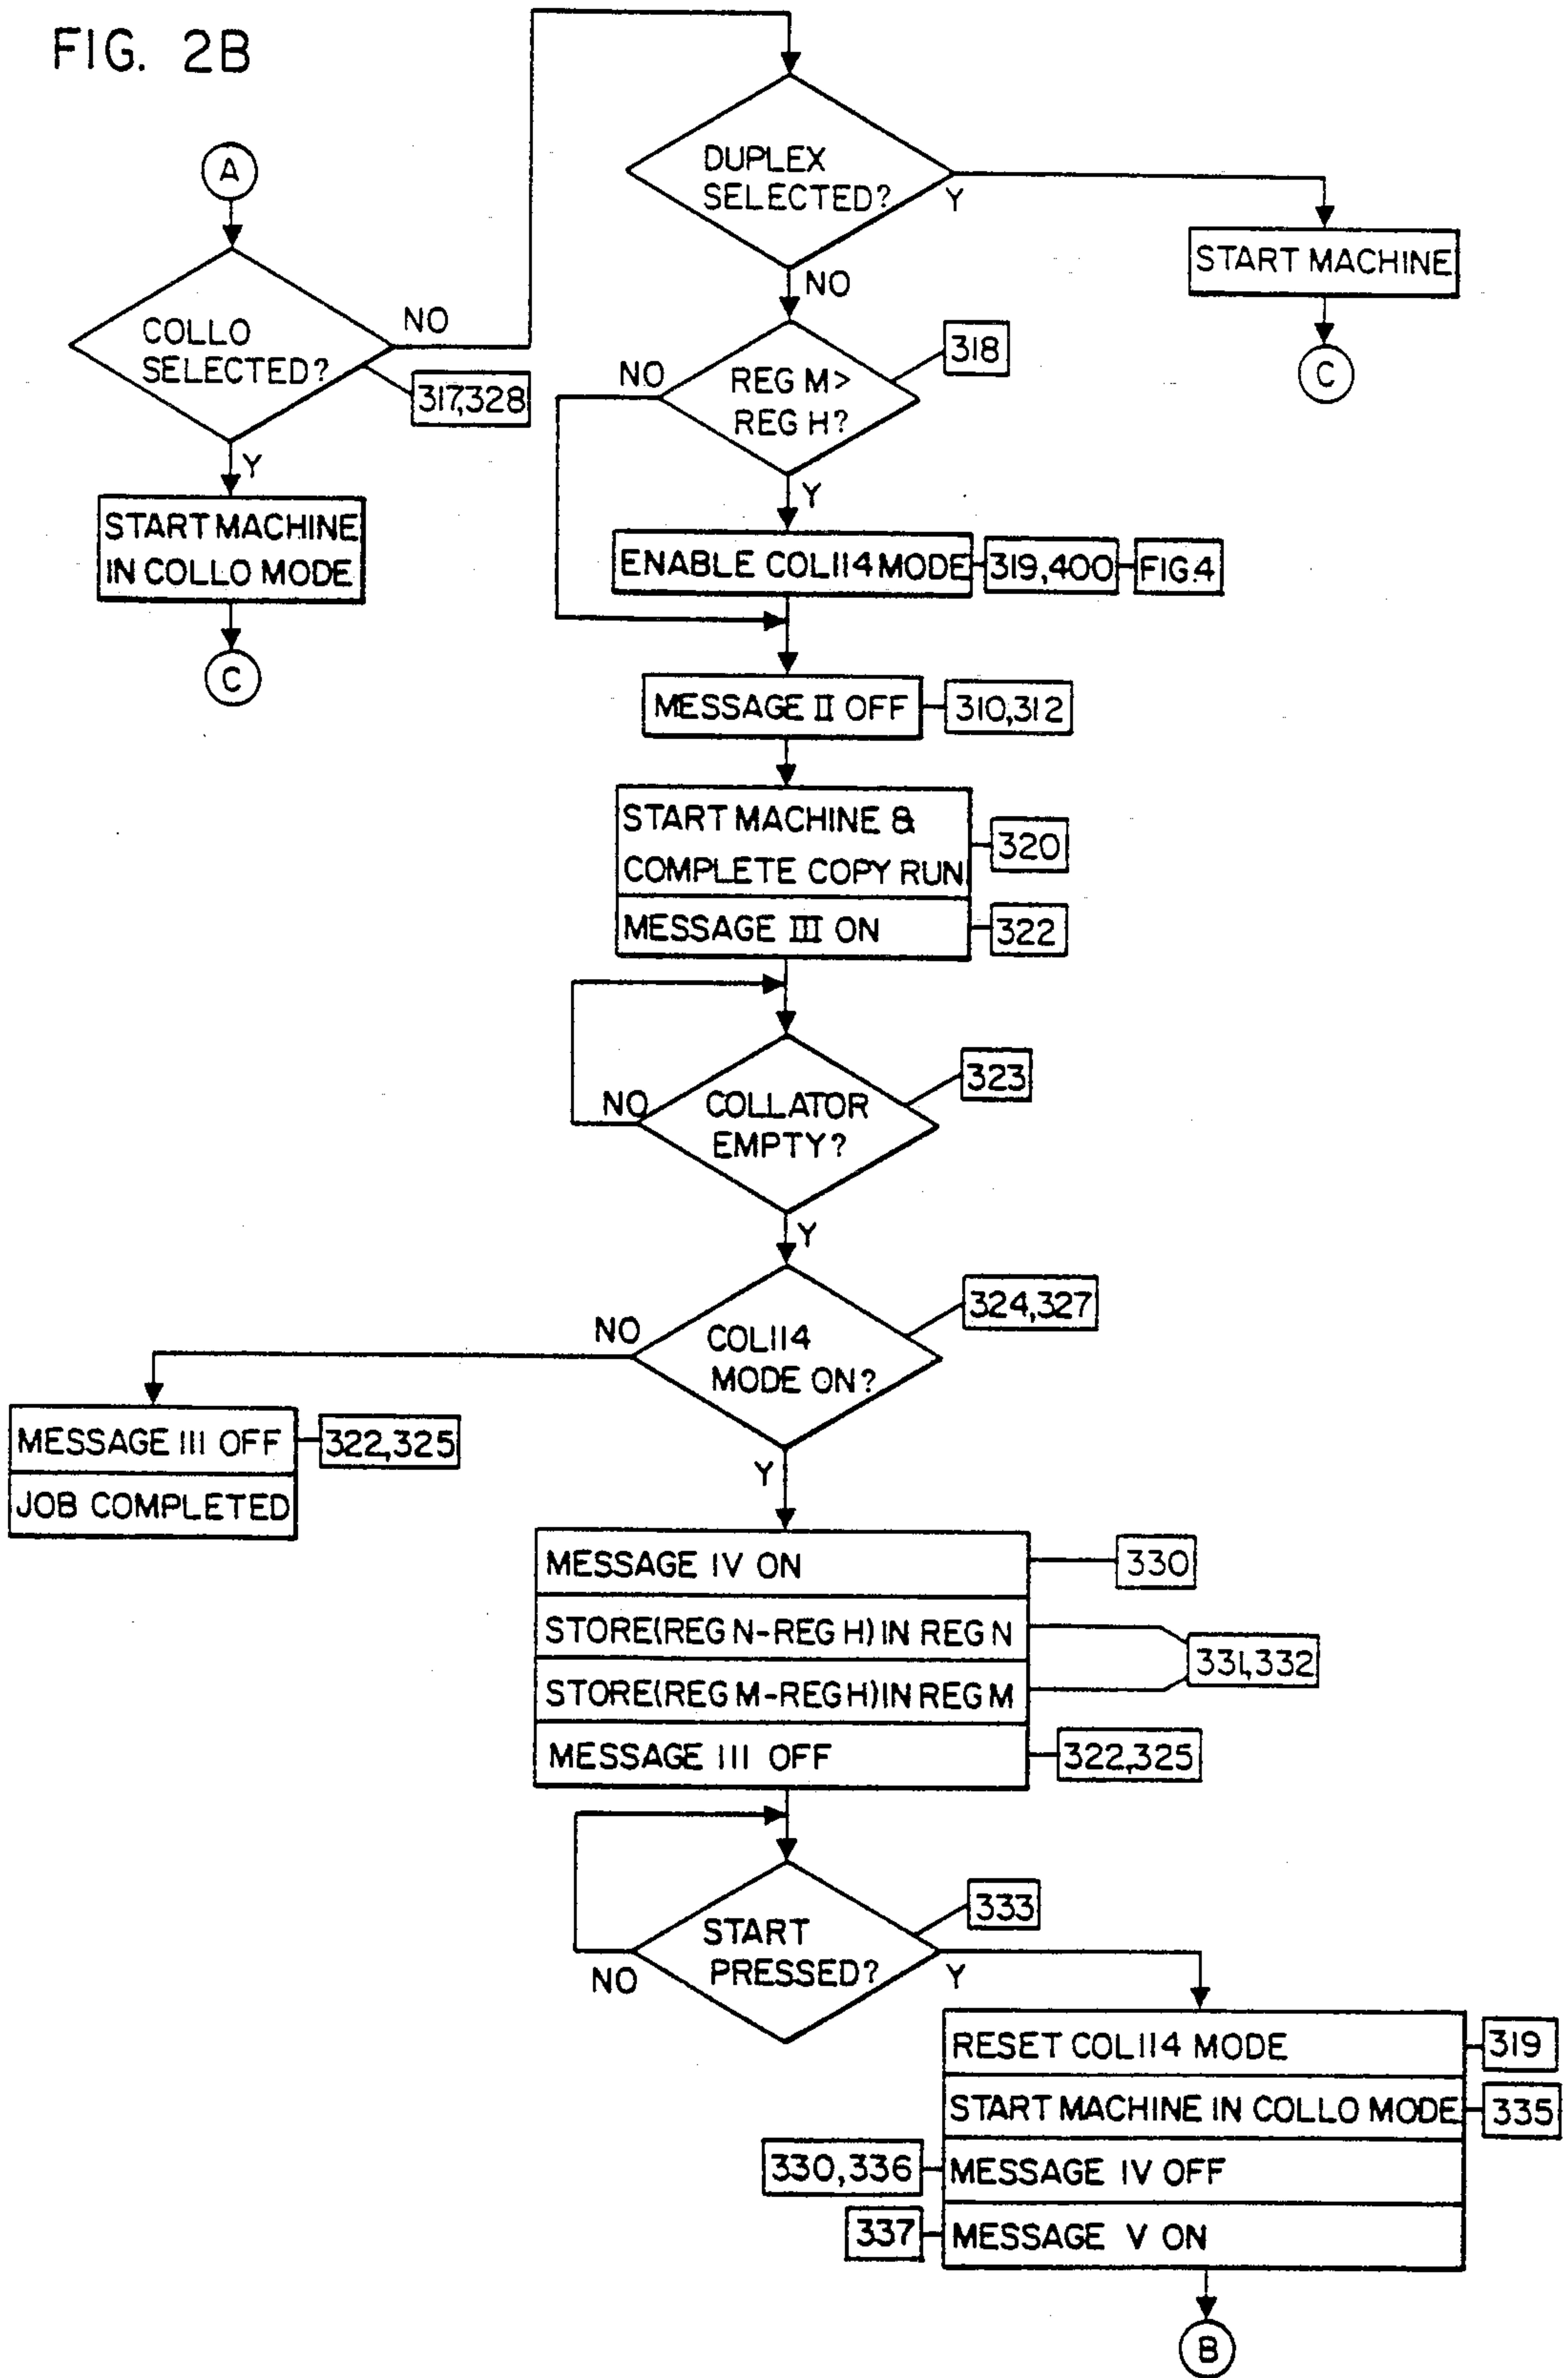 FIG. 2B
A
COLLO
SELECTED?
NO
317,328
Y
START MACHINE
IN COLLO MODE
C
DUPLEX
SELECTED?
Y
START MACHINE
C
NO
REG M>
REG H?
318
NO
Y
ENABLE COL114 MODE
319,400
FIG.4
MESSAGE II OFF
310,312
START MACHINE &
COMPLETE COPY RUN
320
MESSAGE III ON
322
COLLATOR
EMPTY?
323
NO
Y
COL114
MODE ON?
324,327
NO
MESSAGE III OFF
322,325
JOB COMPLETED
Y
MESSAGE IV ON
330
STORE(REG N-REG H) IN REG N
STORE(REG M-REG H) IN REG M
331,332
MESSAGE III OFF
322,325
START
PRESSED?
333
NO
Y
RESET COL114 MODE
319
START MACHINE IN COLLO MODE
335
330,336
MESSAGE IV OFF
337
MESSAGE V ON
B